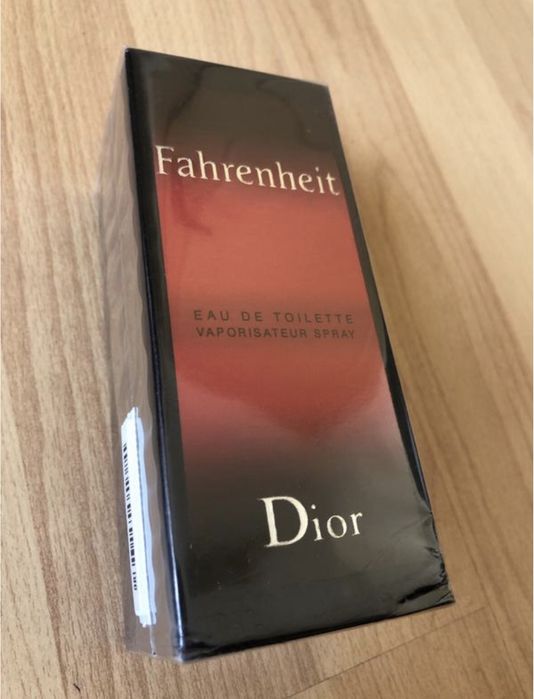 Fahrenheit
EAU DE TOILETTE
VAPORISATEUR SPRAY
Dior